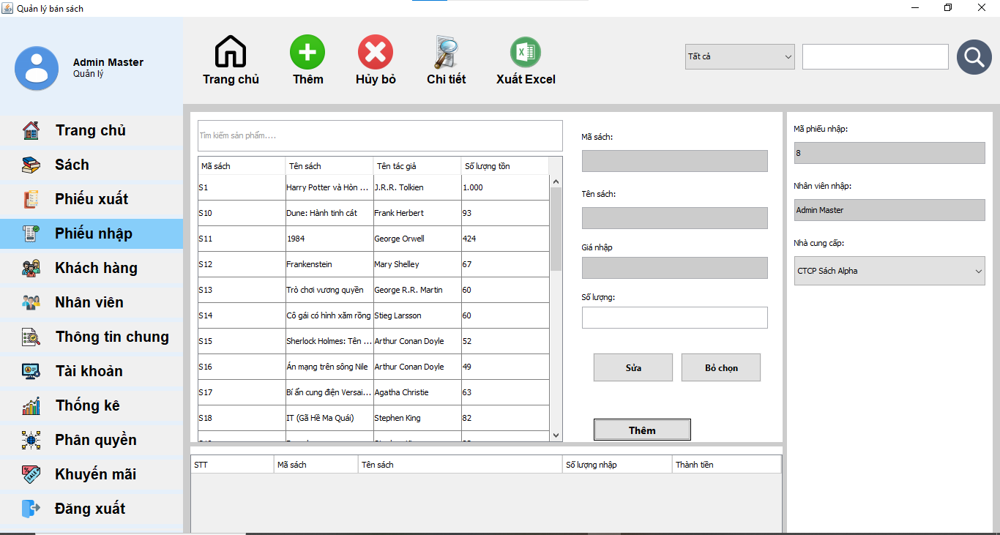 Quản lý bán sách
Admin Master
Quản lý
Trang chủ
Thêm
Hủy bỏ
Chi tiết
Xuất Excel
Tất cả
Trang chủ
Sách
Phiếu xuất
Phiếu nhập
Khách hàng
Nhân viên
Thông tin chung
Tài khoản
Thống kê
Phân quyền
Khuyến mãi
Đăng xuất
Tìm kiếm sản phẩm....
Mã sách Tên sách Tên tác giả Số lượng tồn
S1 Harry Potter và Hòn ... J.R.R. Tolkien 1.000
S10 Dune: Hành tinh cát Frank Herbert 93
S11 1984 George Orwell 424
S12 Frankenstein Mary Shelley 67
S13 Trò chơi vương quyền George R.R. Martin 60
S14 Cô gái có hình xăm rồng Stieg Larsson 60
S15 Sherlock Holmes: Tên ... Arthur Conan Doyle 52
S16 Án mạng trên sông Nile Arthur Conan Doyle 49
S17 Bí ẩn cung điện Versai... Agatha Christie 63
S18 IT (Gã Hề Ma Quái) Stephen King 82
Mã sách:
Tên sách:
Giá nhập
Số lượng:
Sửa
Bỏ chọn
Thêm
Mã phiếu nhập:
8
Nhân viên nhập:
Admin Master
Nhà cung cấp:
CTCP Sách Alpha
STT Mã sách Tên sách Số lượng nhập Thành tiền